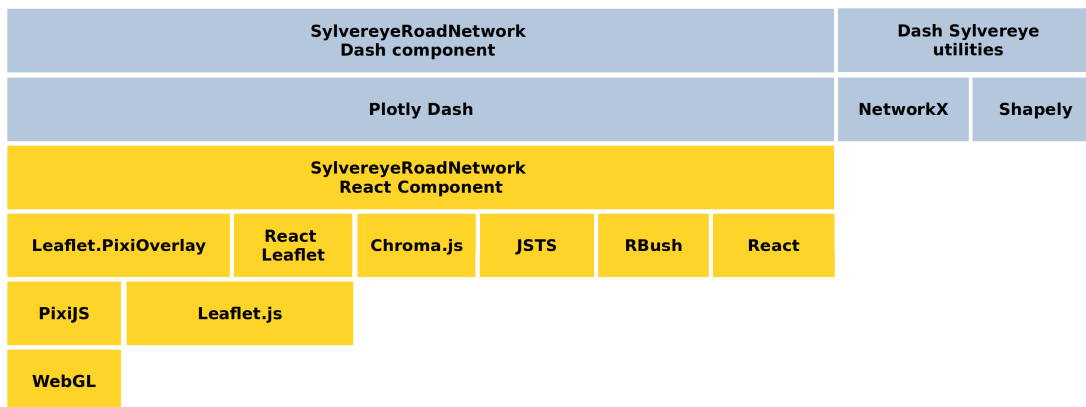 SylvereyeRoadNetwork
Dash component
Dash Sylvereye
utilities
Plotly Dash
NetworkX
Shapely
SylvereyeRoadNetwork
React Component
Leaflet.PixiOverlay
React
Leaflet
Chroma.js
JSTS
RBush
React
PixiJS
Leaflet.js
WebGL